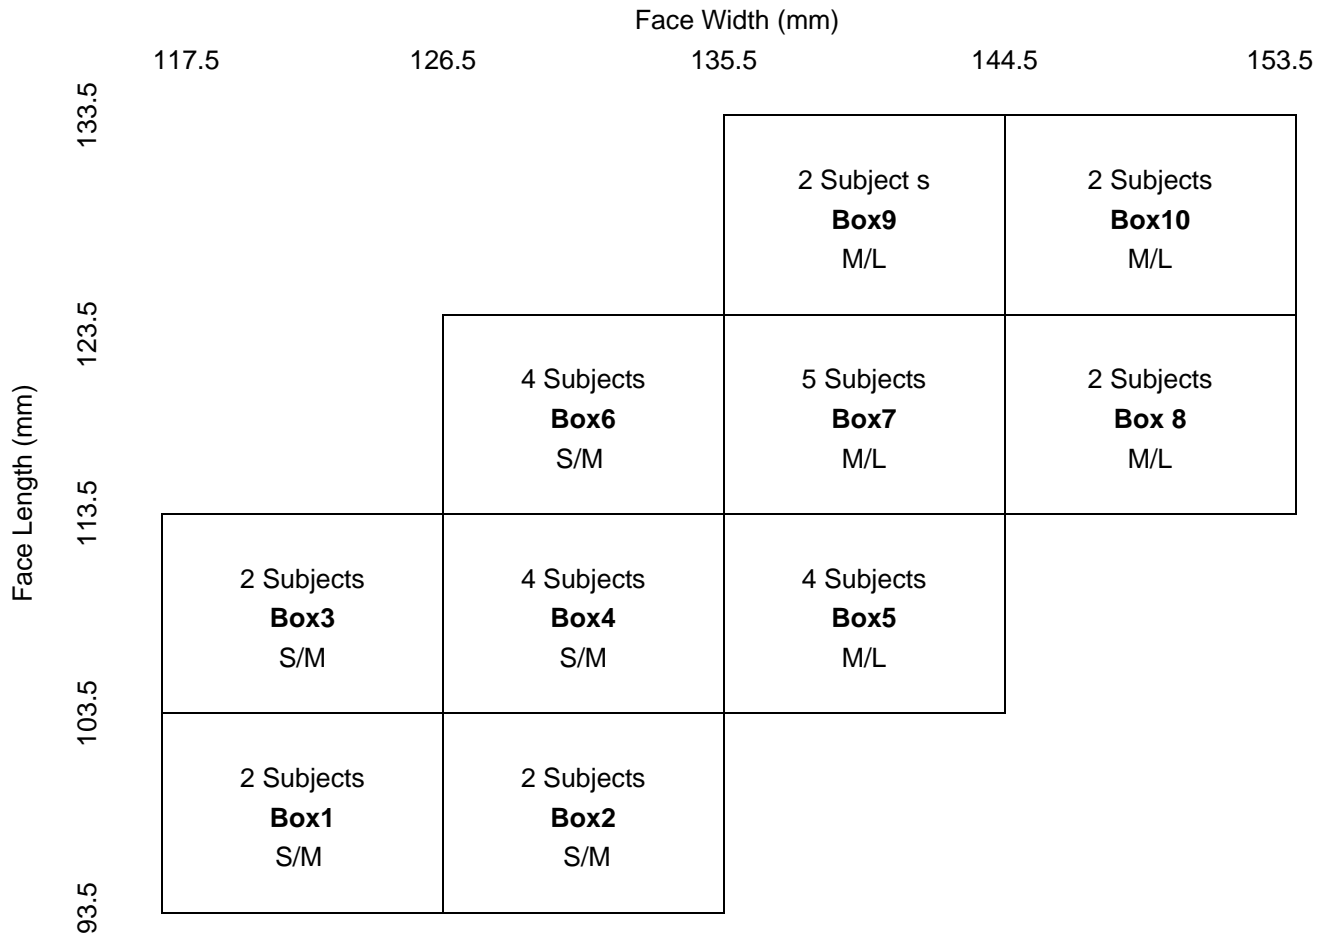 Face Width (mm)
117.5 126.5 135.5 144.5 153.5
133.5
2 Subject s
Box9
M/L
2 Subjects
Box10
M/L
123.5
4 Subjects
Box6
S/M
5 Subjects
Box7
M/L
2 Subjects
Box 8
M/L
Face Length (mm)
113.5
2 Subjects
Box3
S/M
4 Subjects
Box4
S/M
4 Subjects
Box5
M/L
103.5
2 Subjects
Box1
S/M
2 Subjects
Box2
S/M
93.5